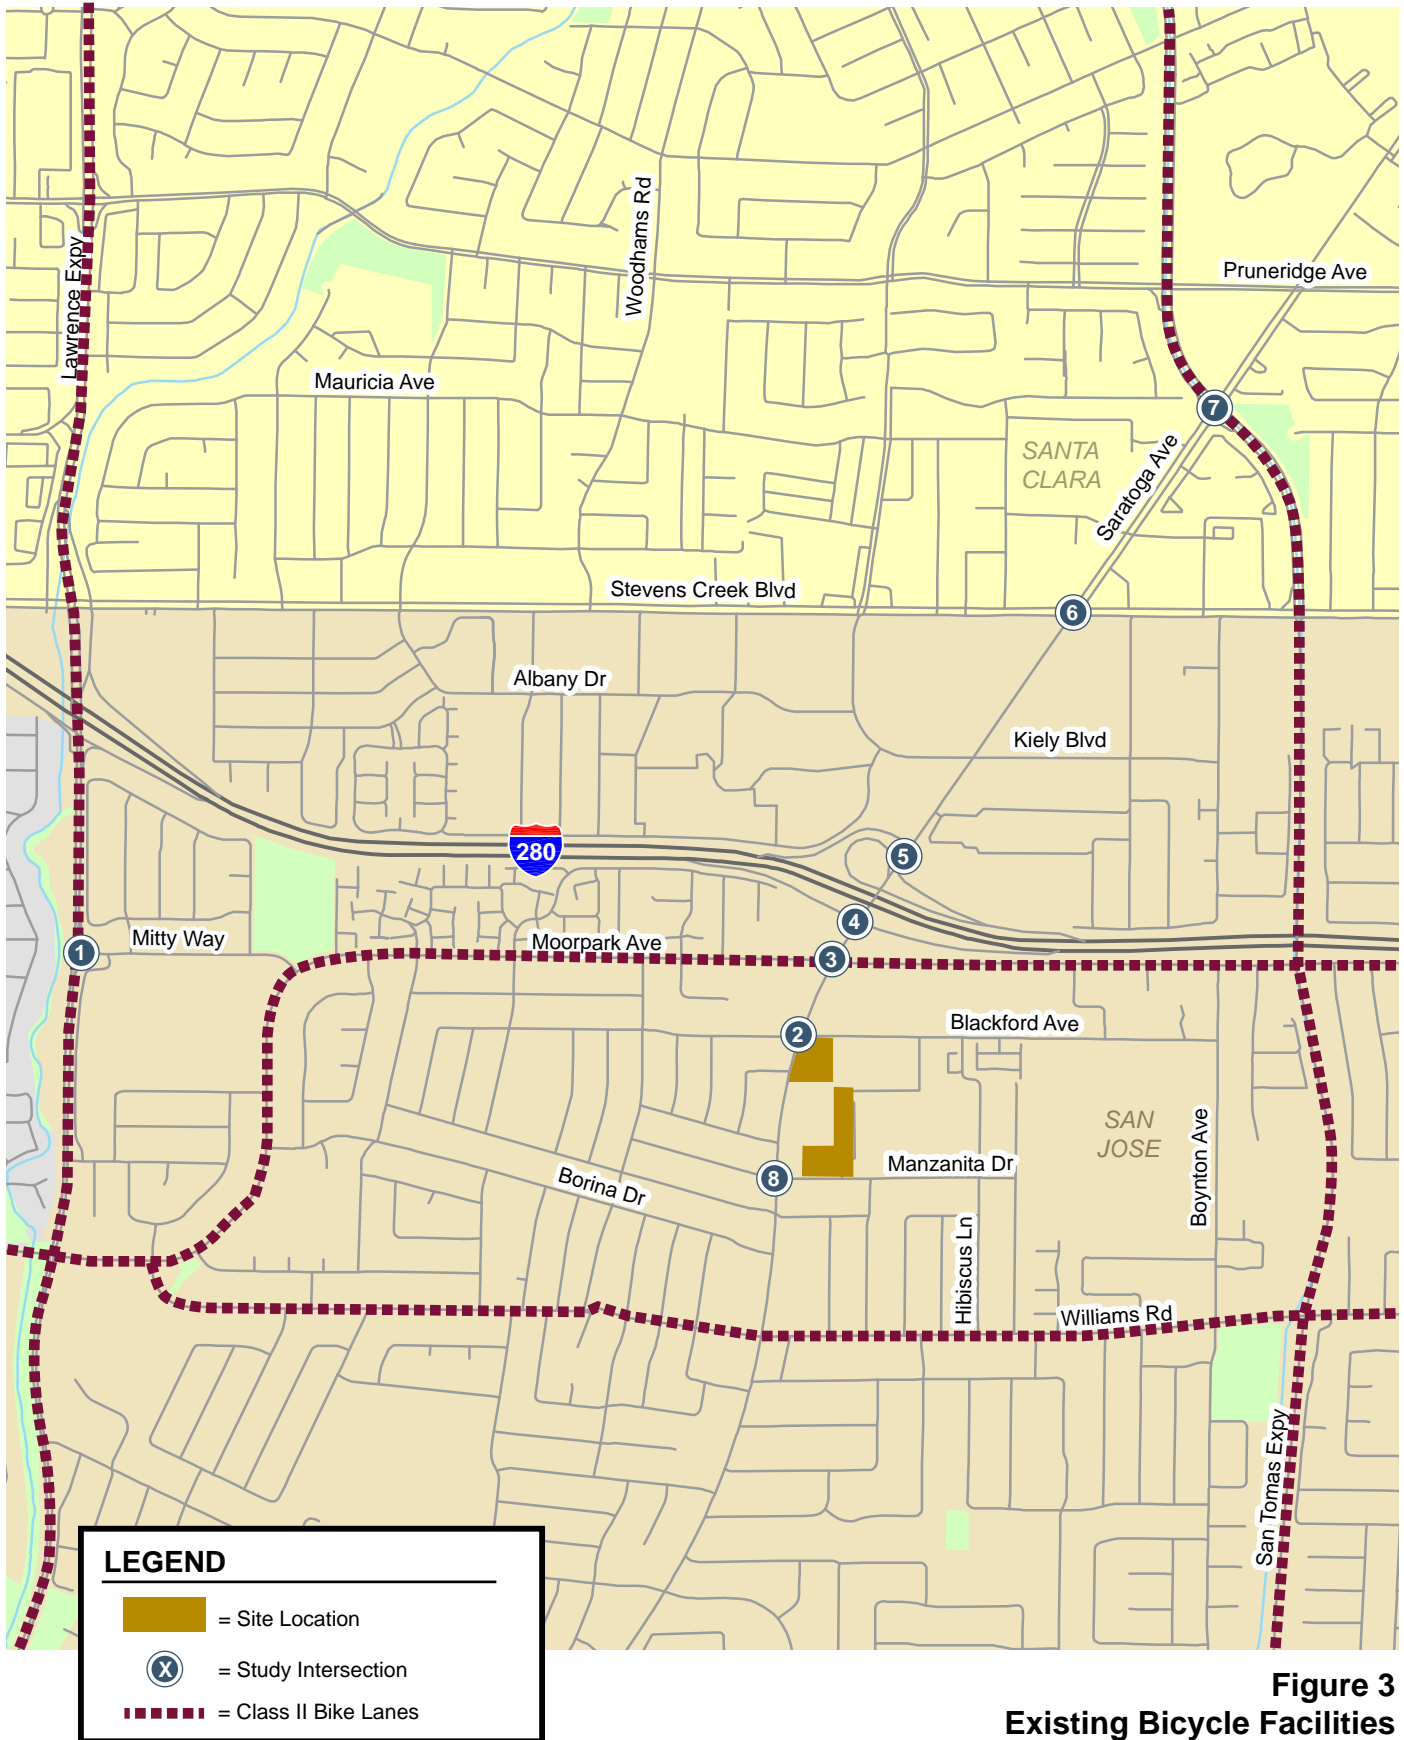 Woodhams Rd
Lawrence Expy
Pruneridge Ave
Mauricia Ave
7
SANTA
CLARA
Saratoga Ave
Stevens Creek Blvd
6
Albany Dr
Kiely Blvd
280
5
4
Mitty Way
Moorpark Ave
1
3
Blackford Ave
2
SAN
JOSE
Boynton Ave
Manzanita Dr
8
Borina Dr
Hibiscus Ln
Williams Rd
San Tomas Expy
LEGEND
= Site Location
X = Study Intersection
= Class II Bike Lanes
Figure 3
Existing Bicycle Facilities